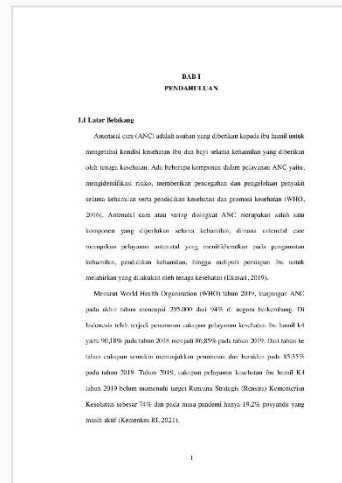 BAB I
PENDAHULUAN
1.1 Latar Belakang
Antenatal care (ANC) adalah asuhan yang diberikan kepada ibu hamil untuk
mengetahui kondisi kesehatan ibu dan bayi selama kehamilan yang diberikan
oleh tenaga kesehatan. Ada beberapa komponen dalam pelayanan ANC yaitu,
mengidentifikasi risiko, memberikan pencegahan dan pengelolaan penyakit
selama kehamilan serta pendidikan kesehatan dan promosi kesehatan (WHO,
2016). Antenatal care atau sering disingkat ANC merupakan salah satu
komponen yang diperlukan selama kehamilan, dimana antenatal care
merupakan pelayanan antenatal yang menitikberatkan pada pengamatan
kehamilan, pendidikan kehamilan, hingga meliputi persiapan ibu untuk
melahirkan yang dilakukan oleh tenaga kesehatan (Ekasari, 2019).
Menurut World Health Organization (WHO) tahun 2019, kunjungan ANC
pada akhir tahun mencapai 295.000 dari 94% di negara berkembang. Di
Indonesia telah terjadi penurunan cakupan pelayanan kesehatan ibu hamil k4
yaitu 90,18% pada tahun 2018 menjadi 86,85% pada tahun 2019. Dari tahun ke
tahun cakupan semakin menunjukkan penurunan dan berakhir pada 85,35%
pada tahun 2019. Tahun 2019, cakupan pelayanan kesehatan ibu hamil K4
tahun 2019 belum memenuhi target Rencana Strategis (Renstra) Kementerian
Kesehatan sebesar 74% dan pada masa pandemi hanya 19.2% posyandu yang
masih aktif (Kemenkes RI, 2021).
1